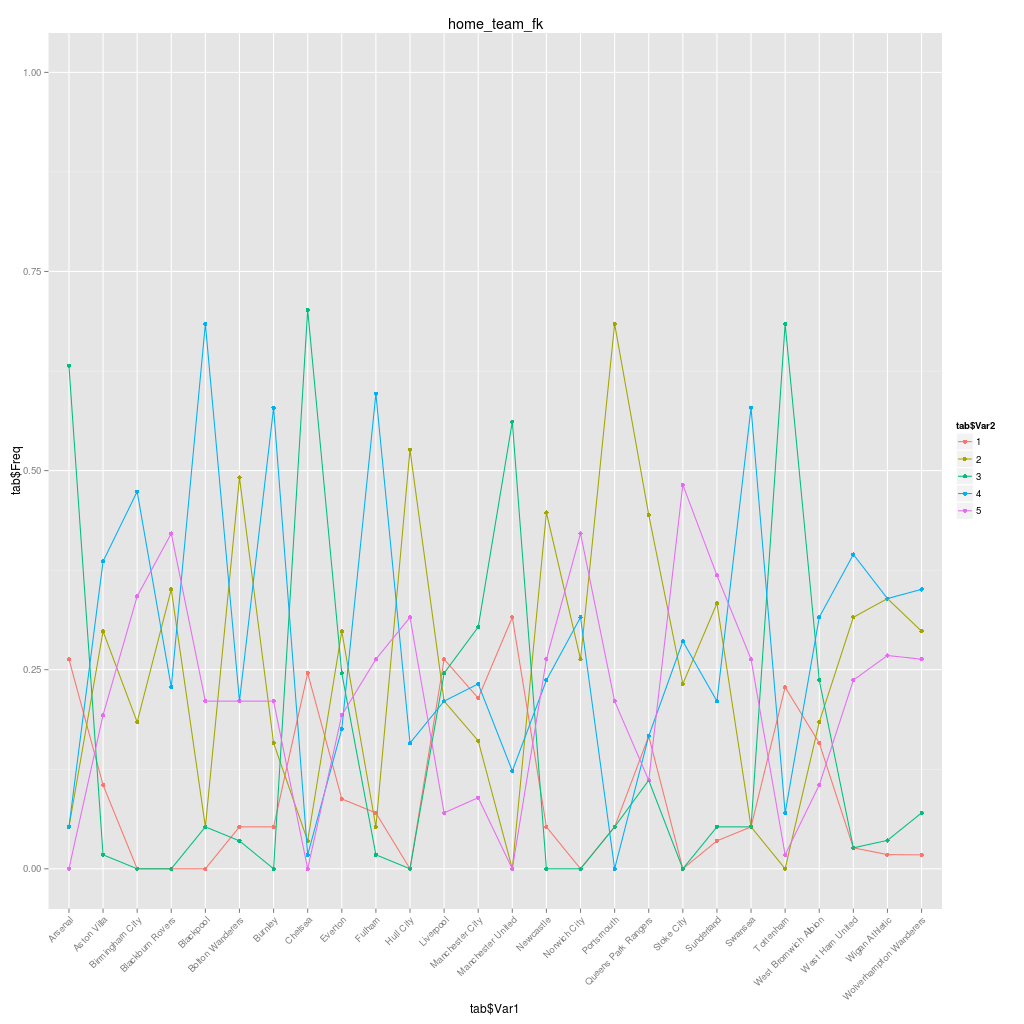 home_team_fk
1.00
0.75
0.50
0.25
0.00
tab$Freq
Arsenal
Aston Villa
Birmingham City
Blackburn Rovers
Blackpool
Bolton Wanderers
Burnley
Chelsea
Everton
Fulham
Hull City
Liverpool
Manchester City
Manchester United
Newcastle
Norwich City
Portsmouth
Queens Park Rangers
Stoke City
Sunderland
Swansea
Tottenham
West Bromwich Albion
West Ham United
Wigan Athletic
Wolverhampton Wanderers
tab$Var1
tab$Var2
1
2
3
4
5